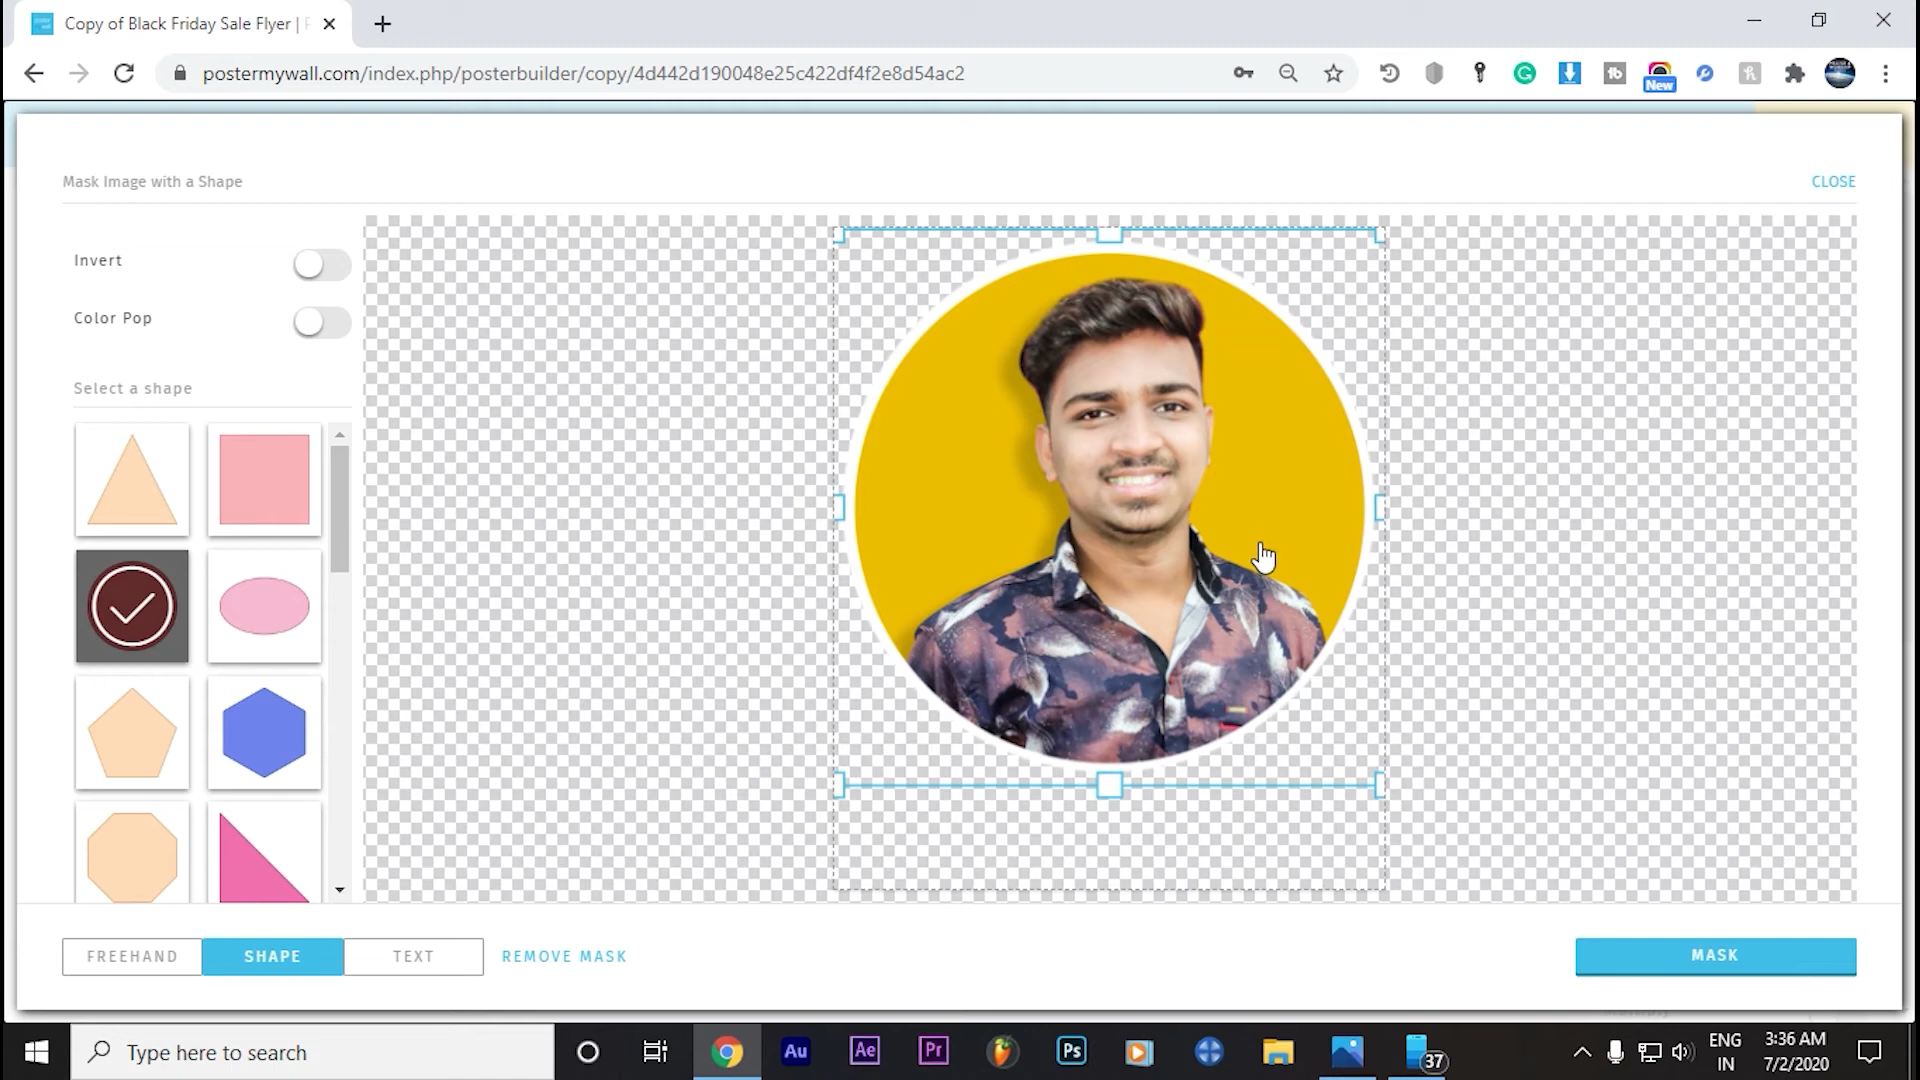 Copy of Black Friday Sale Flyer |
postermywall.com/index.php/posterbuilder/copy/4d442d190048e25c422df4f2e8d54ac2
New
Mask Image with a Shape
CLOSE
Invert
Color Pop
Select a shape
FREEHAND
SHAPE
TEXT
REMOVE MASK
MASK
Type here to search
Au
Ae
Pr
Ps
37
ENG
IN
3:36 AM
7/2/2020